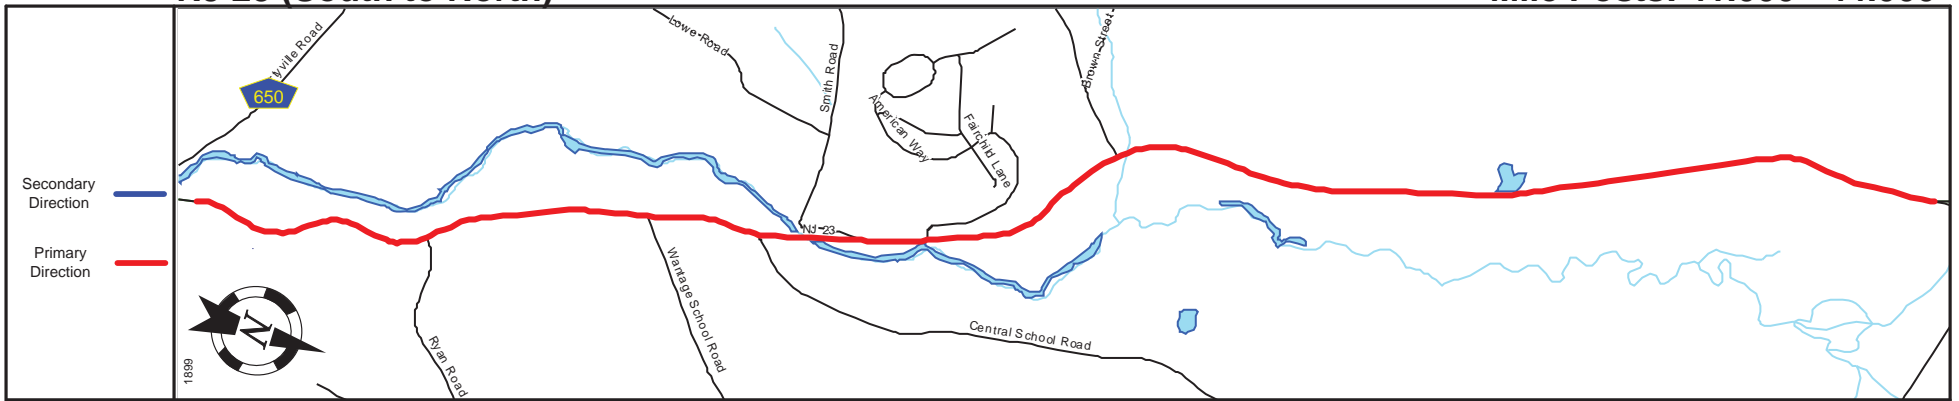 Secondary
Direction
Primary
Direction
650
Lowe Road
Smith Road
American Way
Fairchild Lane
Brown Street
NJ 23
Wantage School Road
Ryan Road
Central School Road
N
1899